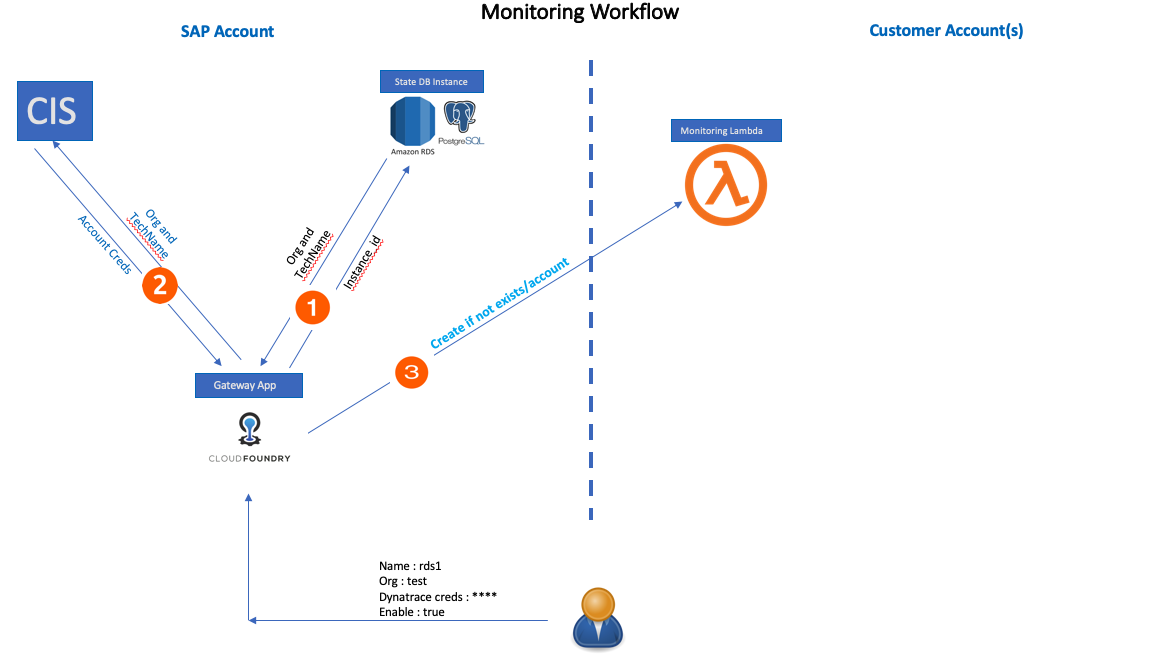 Monitoring Workflow
SAP Account
Customer Account(s)
CIS
State DB Instance
PostgreSQL
Amazon RDS
Monitoring Lambda
λ
Org and
TechName
Account Creds
2
Org and
TechName
Instance_id
1
Create if not exists/account
3
Gateway App
CLOUDFOUNDRY
Name : rds1
Org : test
Dynatrace creds : ****
Enable : true